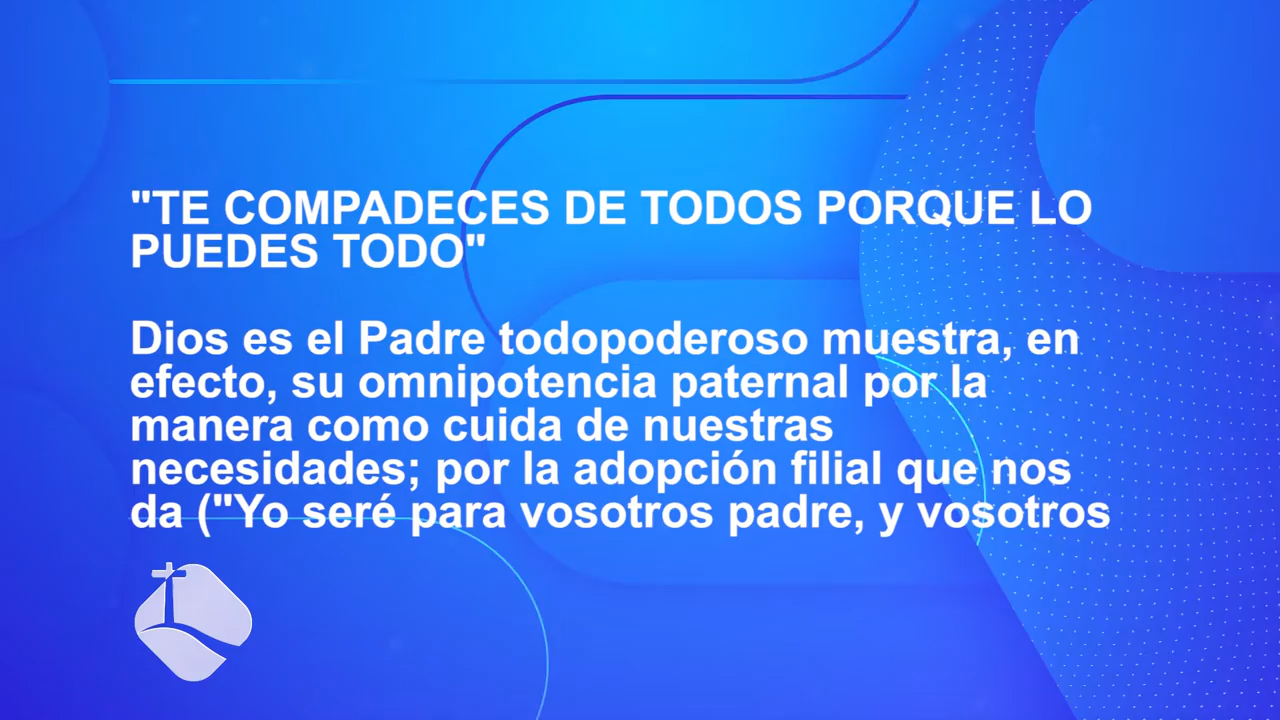 "TE COMPADECES DE TODOS PORQUE LO
PUEDES TODO"
Dios es el Padre todopoderoso muestra, en
efecto, su omnipotencia paternal por la
manera como cuida de nuestras
necesidades; por la adopción filial que nos
da ("Yo seré para vosotros padre, y vosotros